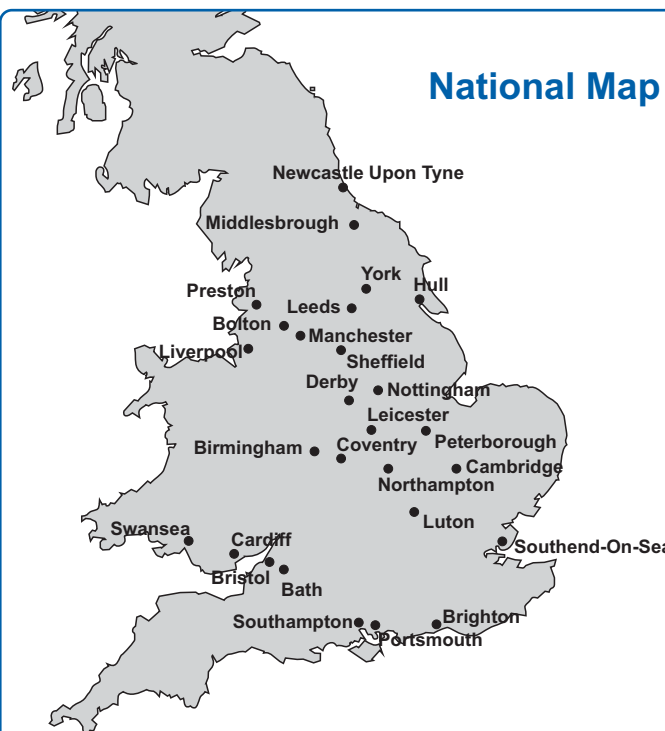 National Map
Newcastle Upon Tyne
Middlesbrough
York
Hull
Preston
Leeds
Bolton
Manchester
Liverpool
Sheffield
Derby
Nottingham
Leicester
Peterborough
Birmingham
Coventry
Cambridge
Northampton
Luton
Swansea
Cardiff
Southend-On-Sea
Bristol
Bath
Southampton
Brighton
Portsmouth